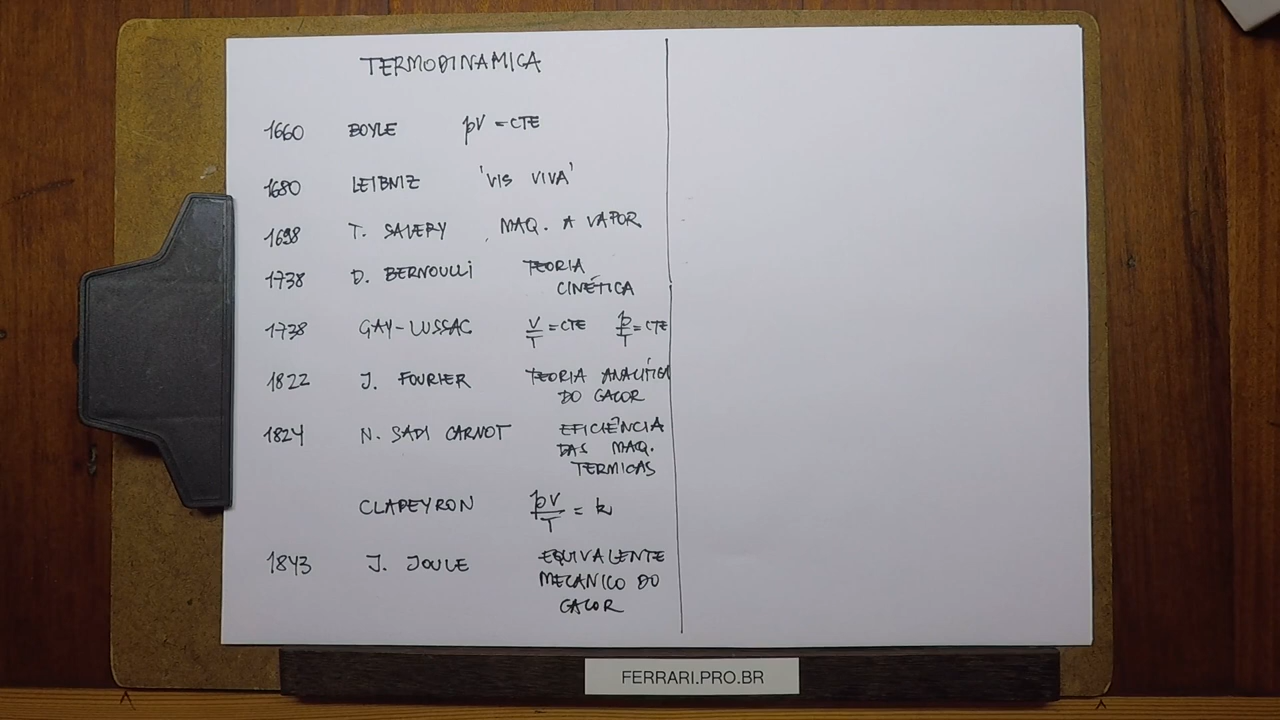 TERMODINAMICA
1660 BOYLE pV = CTE
1680 LEIBNIZ 'VIS VIVA'
1698 T. SAVERY MAQ. A VAPOR
1738 D. BERNOULLI TEORIA
CINÉTICA
1738 GAY-LUSSAC V/T = CTE p/T = CTE
1822 J. FOURIER TEORIA ANALÍTICA
DO CALOR
1824 N. SADI CARNOT EFICIÊNCIA
DAS MAQ.
TERMICAS
CLAPEYRON pV/T = k
1843 J. JOULE EQUIVALENTE
MECANICO DO
CALOR
FERRARI.PRO.BR